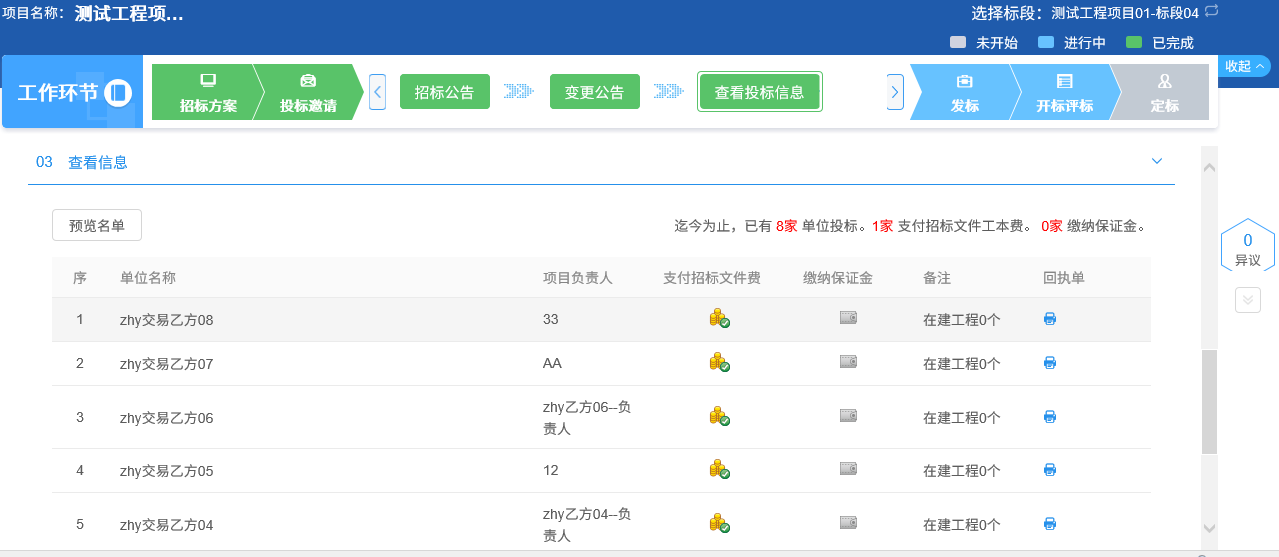 项目名称： 测试工程项...
选择标段：测试工程项目01-标段04
未开始 进行中 已完成
工作环节
招标方案
投标邀请
招标公告
变更公告
查看投标信息
发标
开标评标
定标
收起
03 查看信息
预览名单
迄今为止，已有 8家 单位投标。1家 支付招标文件工本费。 0家 缴纳保证金。
0
异议
序 单位名称 项目负责人 支付招标文件费 缴纳保证金 备注 回执单
1 zhy交易乙方08 33 在建工程0个
2 zhy交易乙方07 AA 在建工程0个
3 zhy交易乙方06 zhy乙方06--负
责人 在建工程0个
4 zhy交易乙方05 12 在建工程0个
5 zhy交易乙方04 zhy乙方04--负
责人 在建工程0个